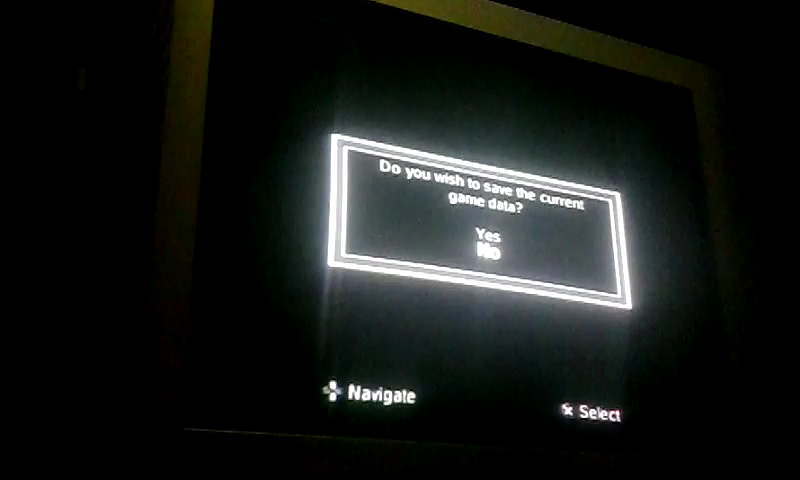 Do you wish to save the current
game data?
Yes
No
Navigate
Select